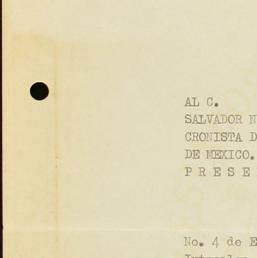 AL C.
SALVADOR N
CRONISTA D
DE MEXICO.
P R E S E
No. 4 de E